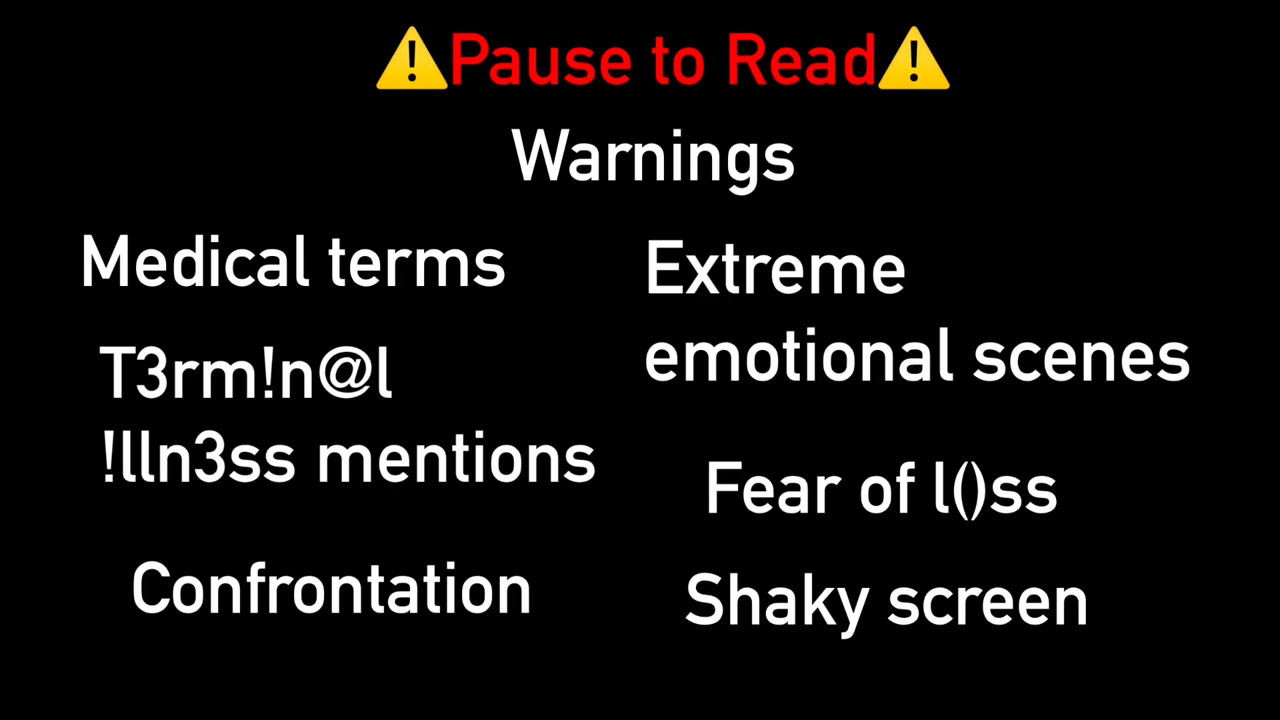 ⚠️Pause to Read⚠️
Warnings
Medical terms
T3rm!n@l
!lln3ss mentions
Confrontation
Extreme
emotional scenes
Fear of l()ss
Shaky screen